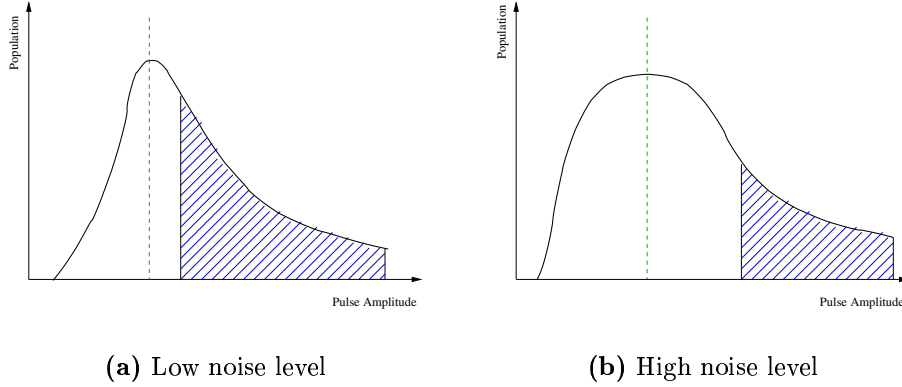 Population
Pulse Amplitude
(a) Low noise level
Population
Pulse Amplitude
(b) High noise level